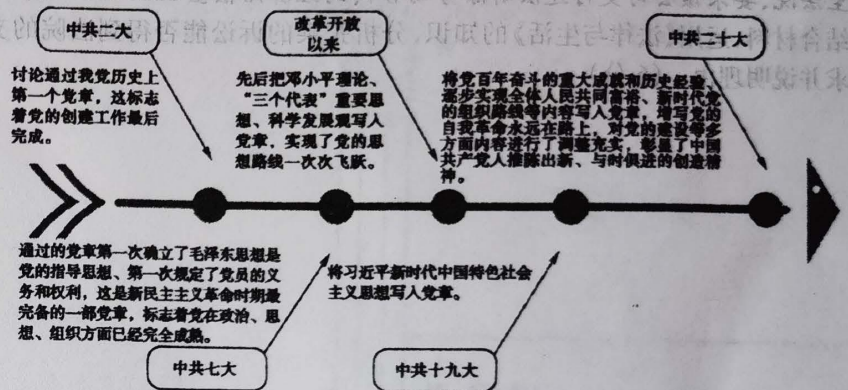 中共二大
讨论通过我党历史上
第一个党章，这标志
着党的创建工作最后
完成。
改革开放
以来
先后把邓小平理论、
“三个代表”重要思
想、科学发展观写入
党章，实现了党的思
想路线一次次飞跃。
中共二十大
将党百年奋斗的重大成就和历史经验、
逐步实现全体人民共同富裕、新时代党
的组织路线等内容写入党章，增写党的
自我革命永远在路上，对党的建设等多
方面内容进行了调整充实，彰显了中国
共产党人推陈出新、与时俱进的创造精
神。
通过的党章第一次确立了毛泽东思想是
党的指导思想、第一次规定了党员的义
务和权利，这是新民主主义革命时期最
完备的一部党章，标志着党在政治、思
想、组织方面已经完全成熟。
中共七大
将习近平新时代中国特色社会
主义思想写入党章。
中共十九大